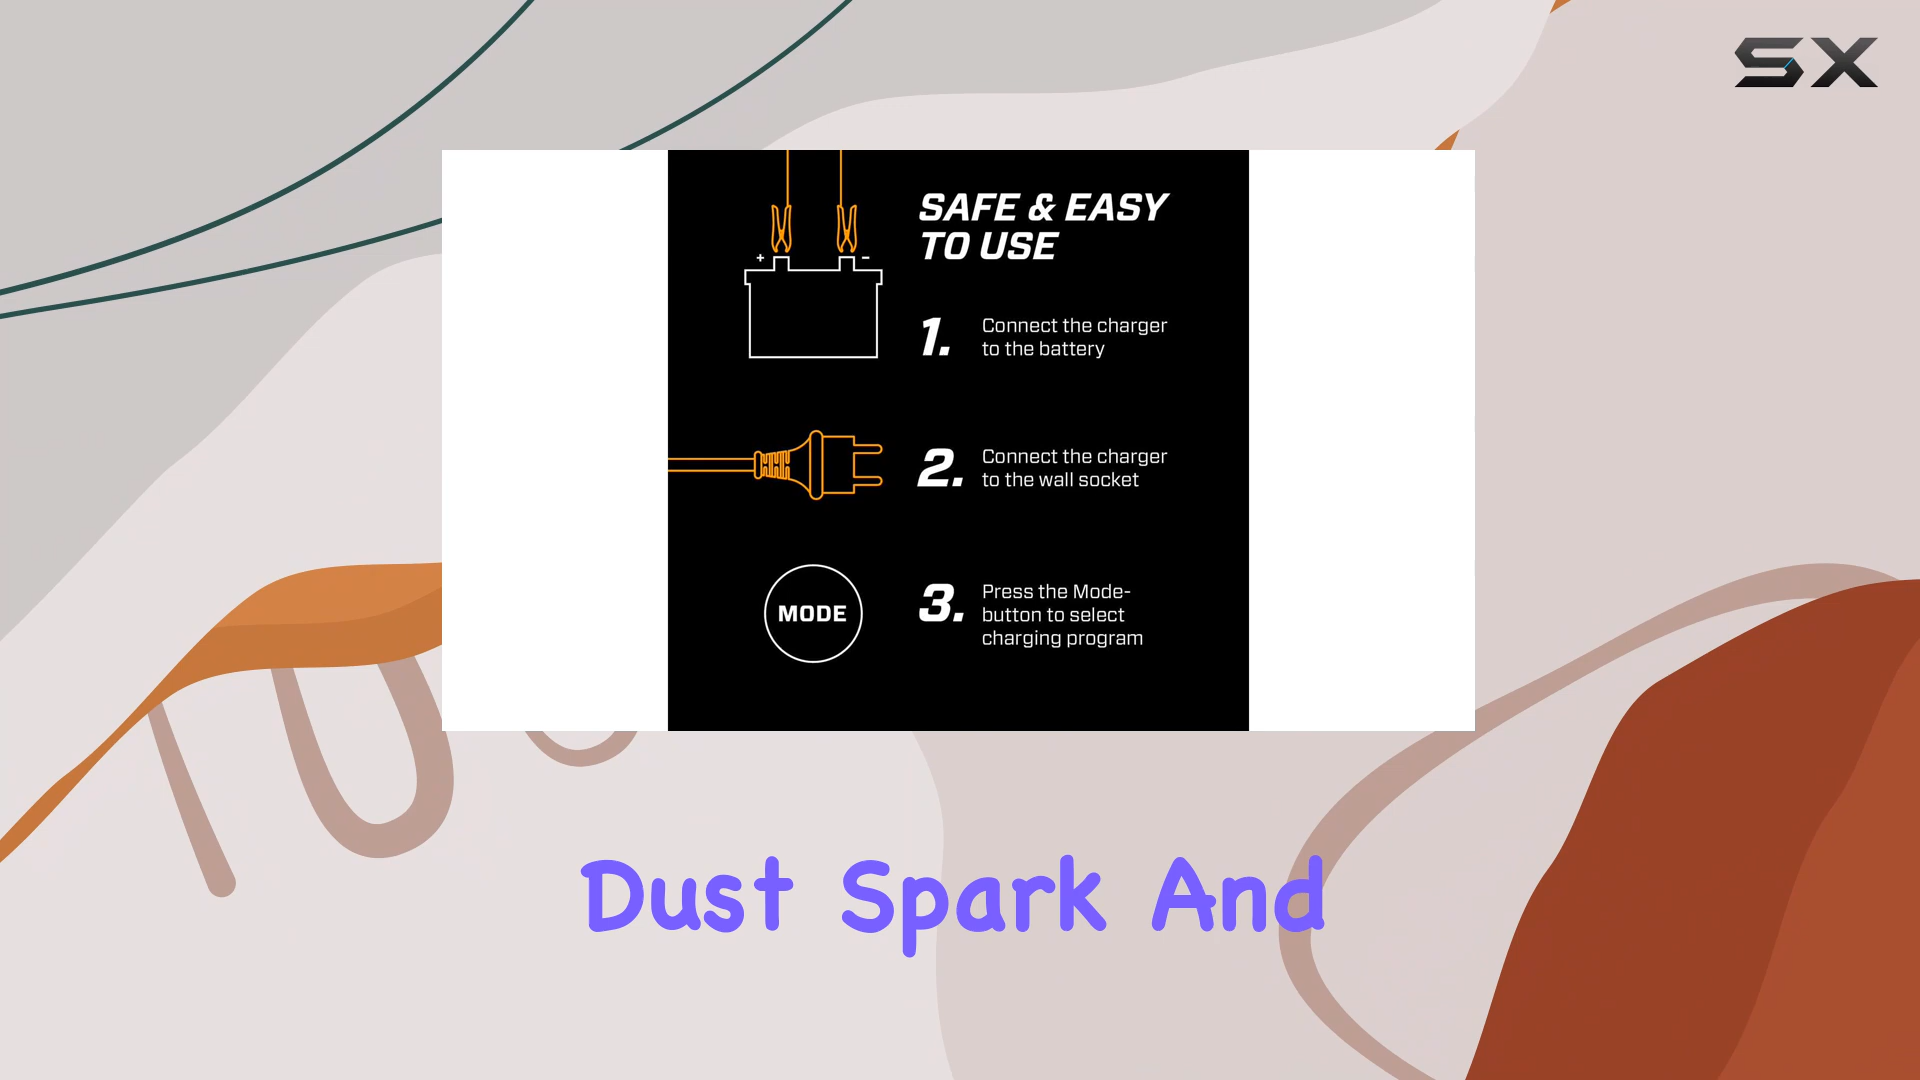 SX
+ −
SAFE & EASY
TO USE
1. Connect the charger
to the battery
2. Connect the charger
to the wall socket
MODE
3. Press the Mode-
button to select
charging program
Dust Spark And